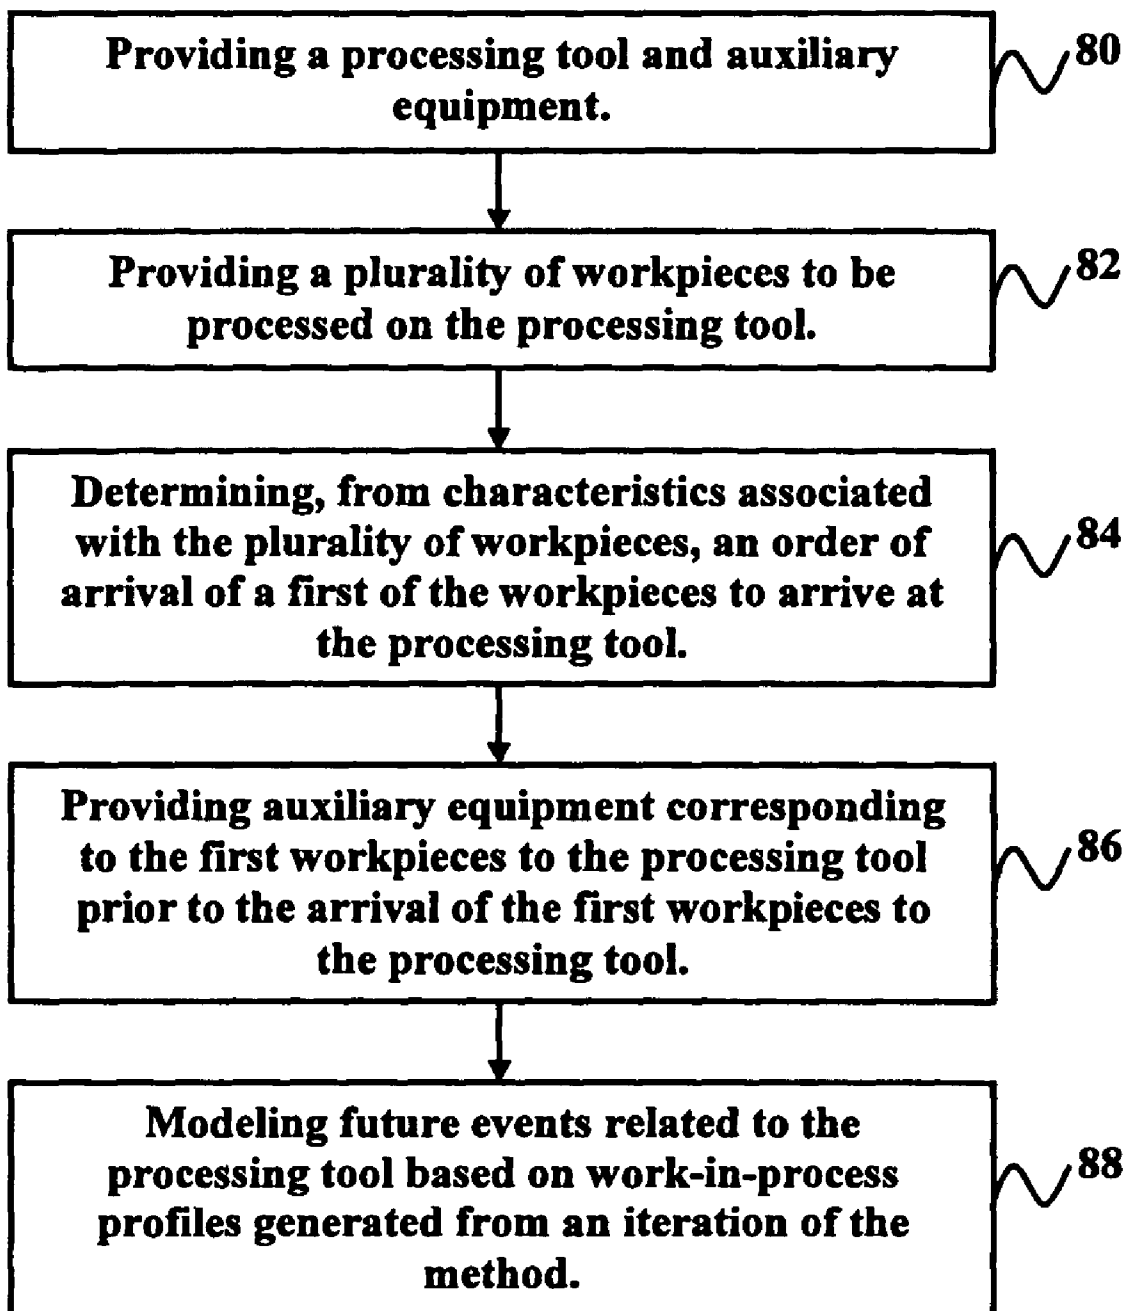 Providing a processing tool and auxiliary
equipment.
80
Providing a plurality of workpieces to be
processed on the processing tool.
82
Determining, from characteristics associated
with the plurality of workpieces, an order of
arrival of a first of the workpieces to arrive at
the processing tool.
84
Providing auxiliary equipment corresponding
to the first workpieces to the processing tool
prior to the arrival of the first workpieces to
the processing tool.
86
Modeling future events related to the
processing tool based on work-in-process
profiles generated from an iteration of the
method.
88